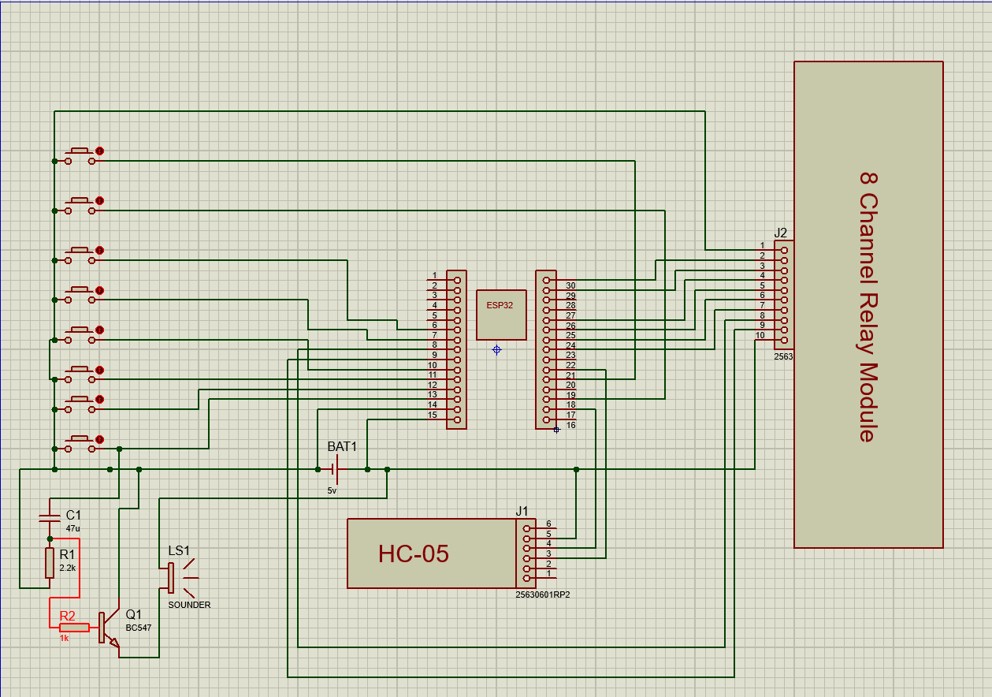 8 Channel Relay Module
J2
1
2
3
4
5
6
7
8
9
10
2563
ESP32
1
2
3
4
5
6
7
8
9
10
11
12
13
14
15
30
29
28
27
26
25
24
23
22
21
20
19
18
17
16
BAT1
5v
C1
47u
R1
2.2k
R2
1k
Q1
BC547
LS1
SOUNDER
HC-05
J1
6
5
4
3
2
1
25630601RP2